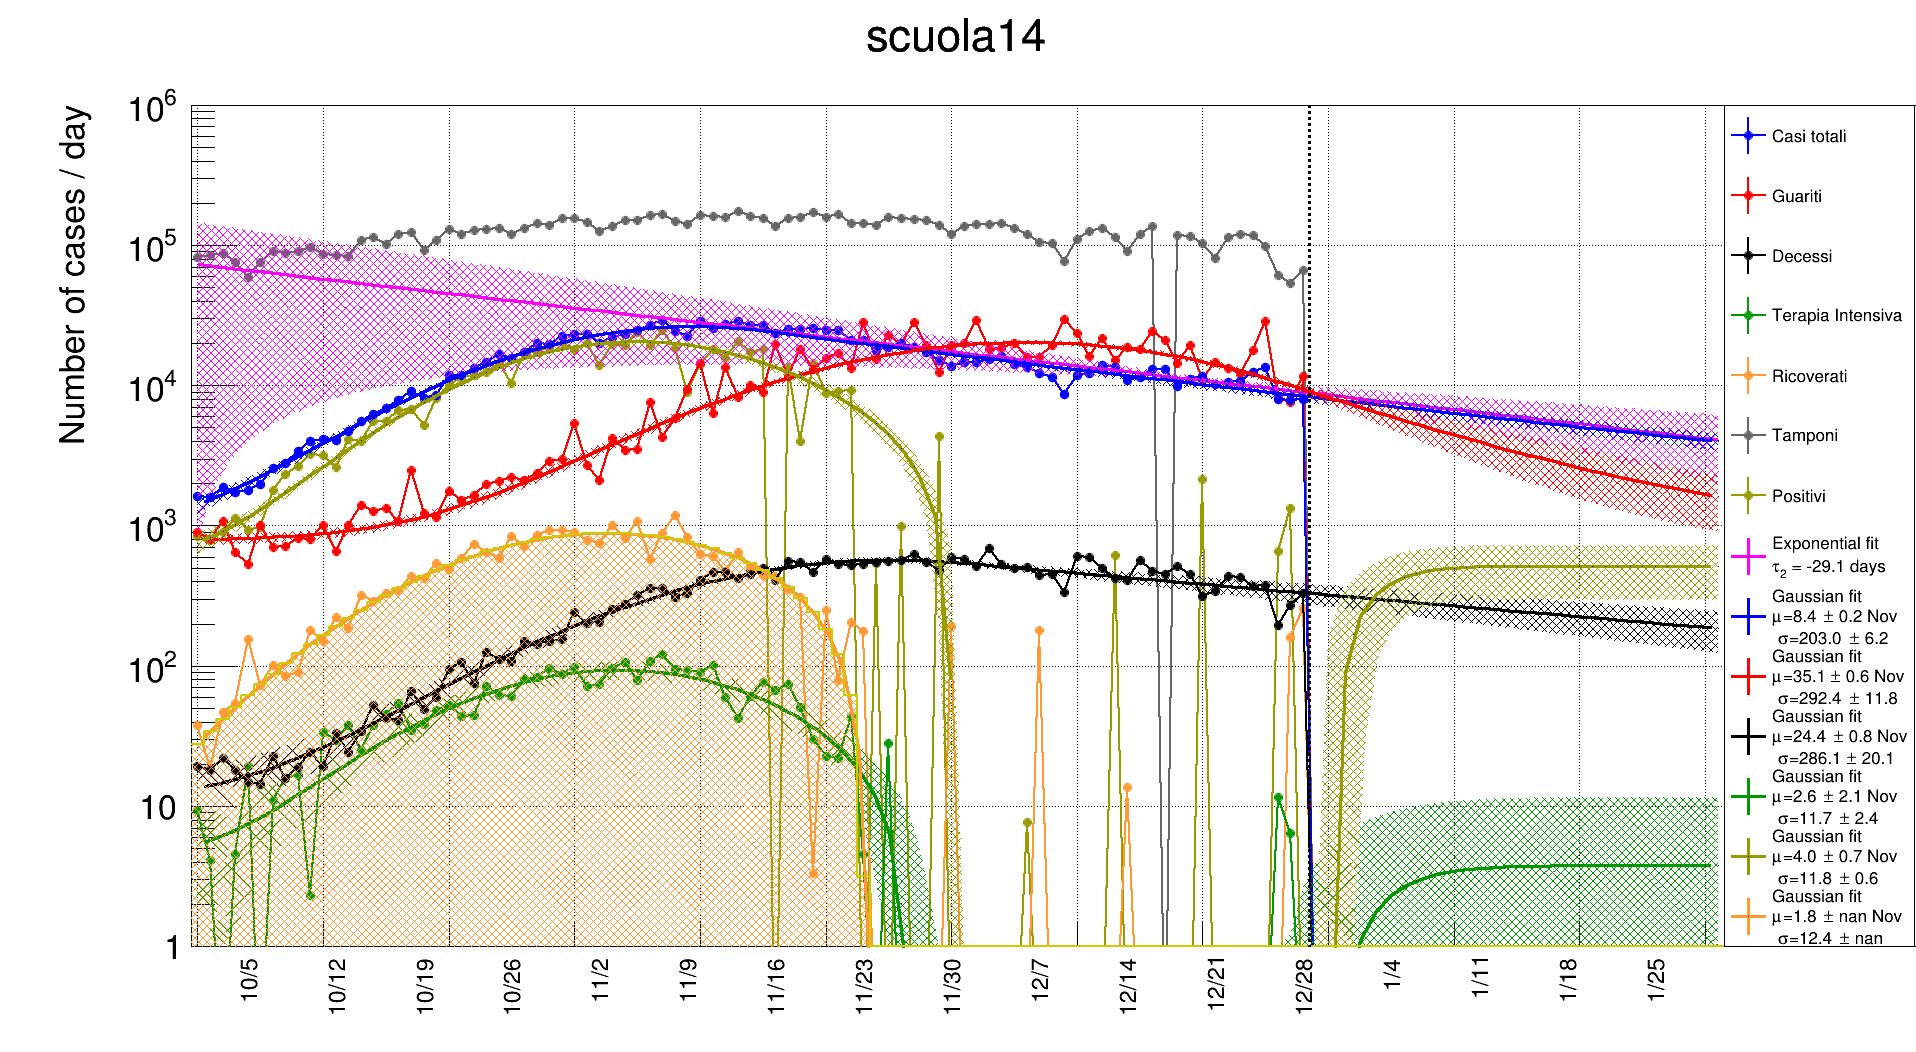 scuola14
Number of cases / day
10^6
10^5
10^4
10^3
10^2
10
1
10/5
10/12
10/19
10/26
11/2
11/9
11/16
11/23
11/30
12/7
12/14
12/21
12/28
1/4
1/11
1/18
1/25
Casi totali
Guariti
Decessi
Terapia Intensiva
Ricoverati
Tamponi
Positivi
Exponential fit
τ_2 = -29.1 days
Gaussian fit
μ=8.4 ± 0.2 Nov
σ=203.0 ± 6.2
Gaussian fit
μ=35.1 ± 0.6 Nov
σ=292.4 ± 11.8
Gaussian fit
μ=24.4 ± 0.8 Nov
σ=286.1 ± 20.1
Gaussian fit
μ=2.6 ± 2.1 Nov
σ=11.7 ± 2.4
Gaussian fit
μ=4.0 ± 0.7 Nov
σ=11.8 ± 0.6
Gaussian fit
μ=1.8 ± nan Nov
σ=12.4 ± nan